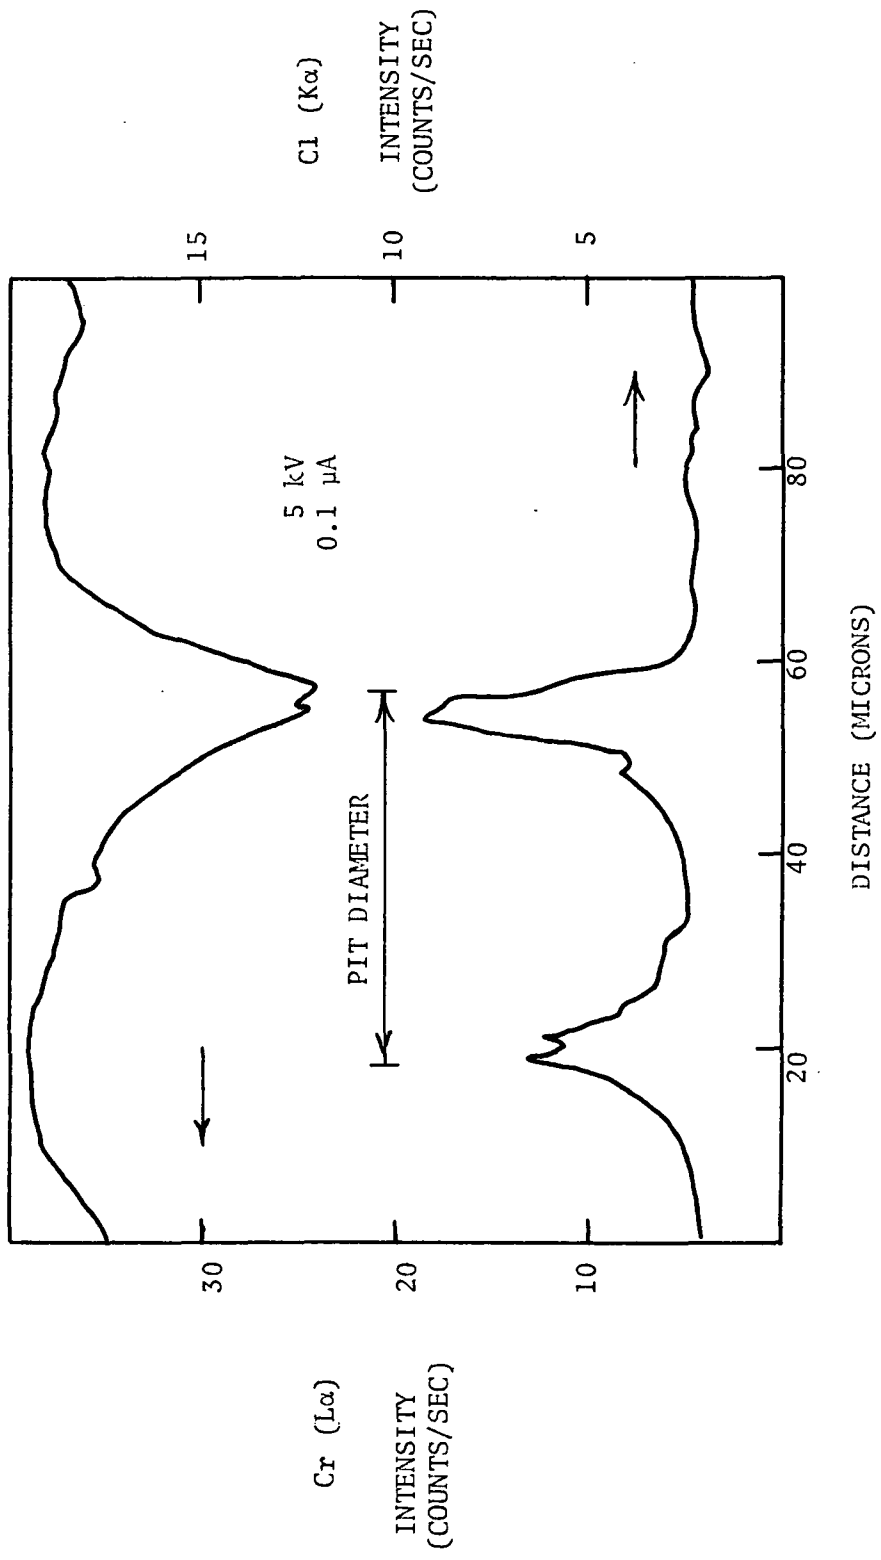 Cr (Lα)
INTENSITY
(COUNTS/SEC)
30
20
10
5 kV
0.1 μA
PIT DIAMETER
15
10
5
Cl (Kα)
INTENSITY
(COUNTS/SEC)
20
40
60
80
DISTANCE (MICRONS)